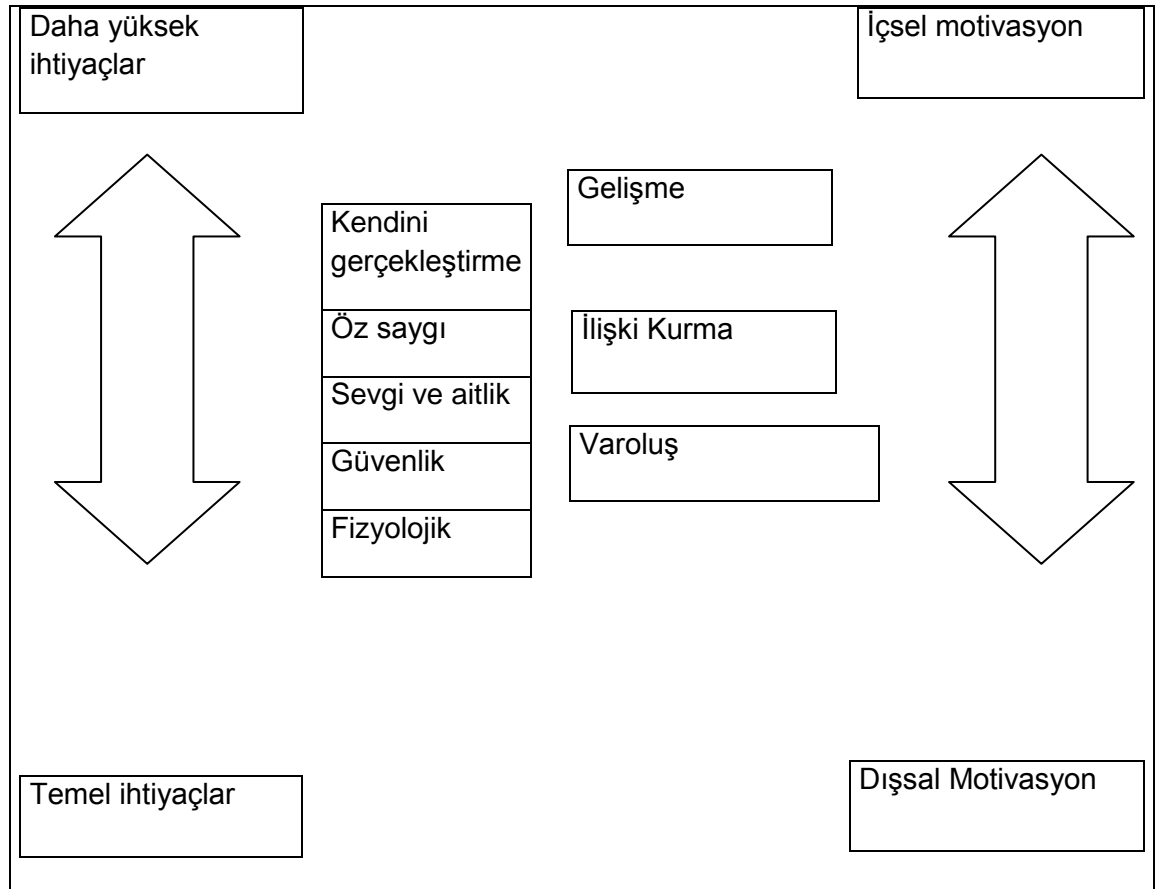 Daha yüksek
ihtiyaçlar
İçsel motivasyon
Gelişme
Kendini
gerçekleştirme
Öz saygı
İlişki Kurma
Sevgi ve aitlik
Varoluş
Güvenlik
Fizyolojik
Temel ihtiyaçlar
Dışsal Motivasyon